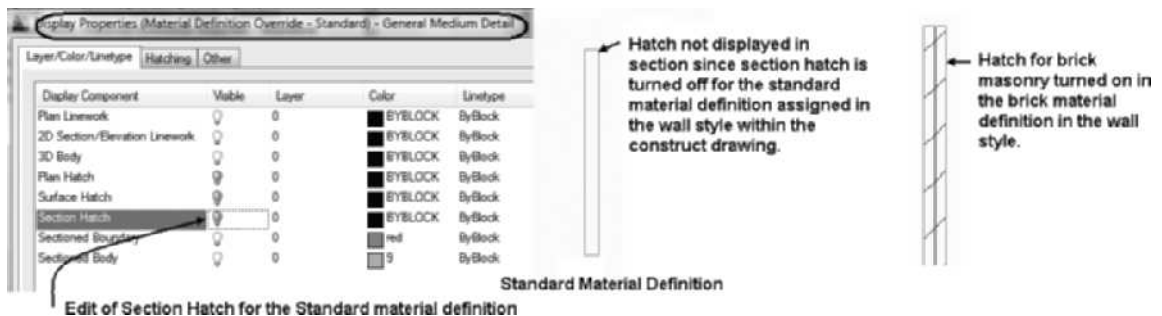 Display Properties (Material Definition Override - Standard) - General Medium Detail
Layer/Color/Linetype Hatching Other
Display Component Visible Layer Color Linetype
Plan Linework 0 BYBLOCK ByBlock
2D Section/Elevation Linework 0 BYBLOCK ByBlock
3D Body 0 BYBLOCK ByBlock
Plan Hatch 0 BYBLOCK ByBlock
Surface Hatch 0 BYBLOCK ByBlock
Section Hatch 0 BYBLOCK ByBlock
Sectioned Boundary 0 red ByBlock
Sectioned Body 0 9 ByBlock
Edit of Section Hatch for the Standard material definition
Hatch not displayed in
section since section hatch is
turned off for the standard
material definition assigned in
the wall style within the
construct drawing.
Standard Material Definition
Hatch for brick
masonry turned on in
the brick material
definition in the wall
style.